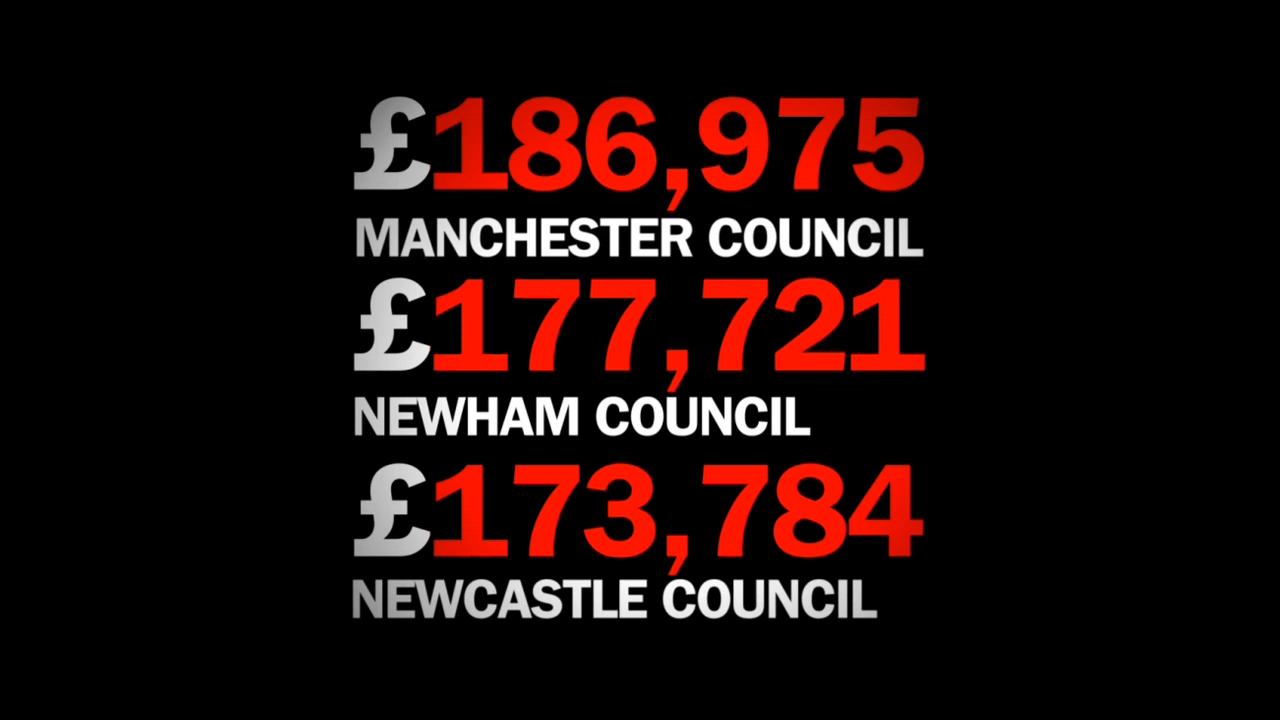 £186,975
MANCHESTER COUNCIL
£177,721
NEWHAM COUNCIL
£173,784
NEWCASTLE COUNCIL